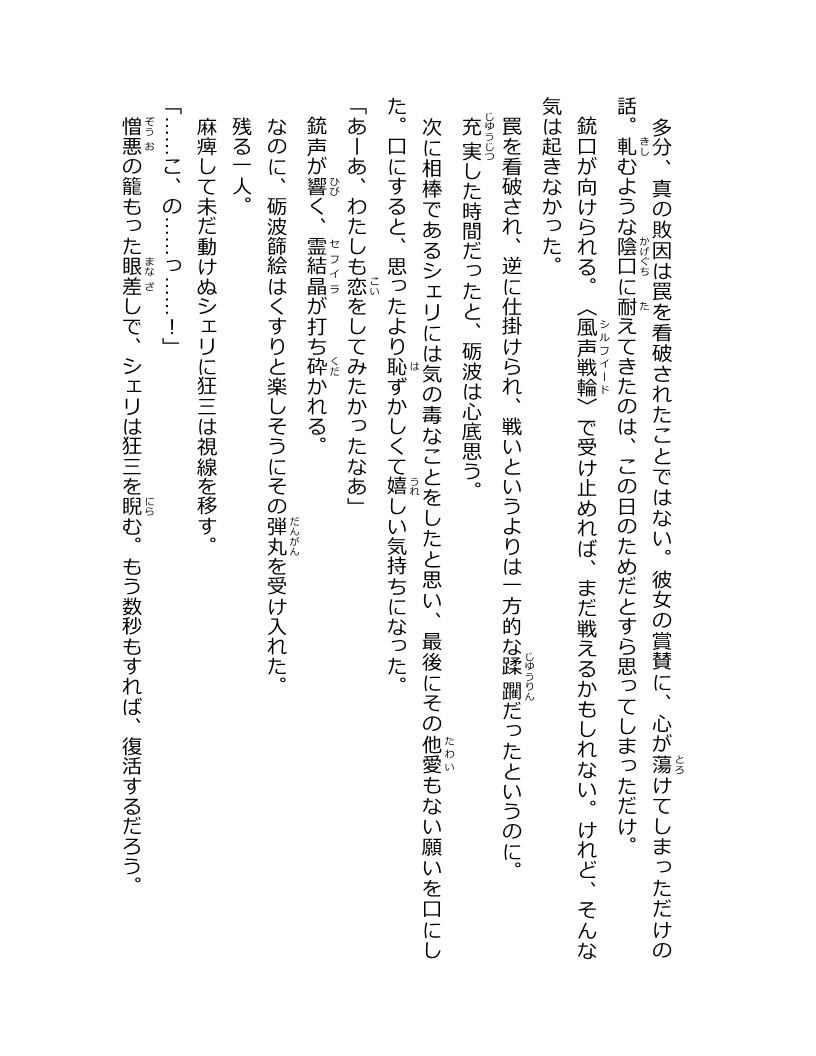 多分、真の敗因は罠を看破されたことではない。彼女の賞賛に、心が蕩けてしまっただけの
話。軋むような陰口に耐えてきたのは、この日のためだとすら思ってしまっただけ。
銃口が向けられる。〈風声戦輪〉で受け止めれば、まだ戦えるかもしれない。けれど、そんな
気は起きなかった。
罠を看破され、逆に仕掛けられ、戦いというよりは一方的な蹂躙だったというのに。
充実した時間だったと、砺波は心底思う。
次に相棒であるシェリには気の毒なことをしたと思い、最後にその他愛もない願いを口にし
た。口にすると、思ったより恥ずかしくて嬉しい気持ちになった。
「あーあ、わたしも恋をしてみたかったなあ」
銃声が響く、霊結晶が打ち砕かれる。
なのに、砺波篩絵はくすりと楽しそうにその弾丸を受け入れた。
残る一人。
麻痺して未だ動けぬシェリに狂三は視線を移す。
「……こ、の……っ……！」
憎悪の籠もった眼差しで、シェリは狂三を睨む。もう数秒もすれば、復活するだろう。